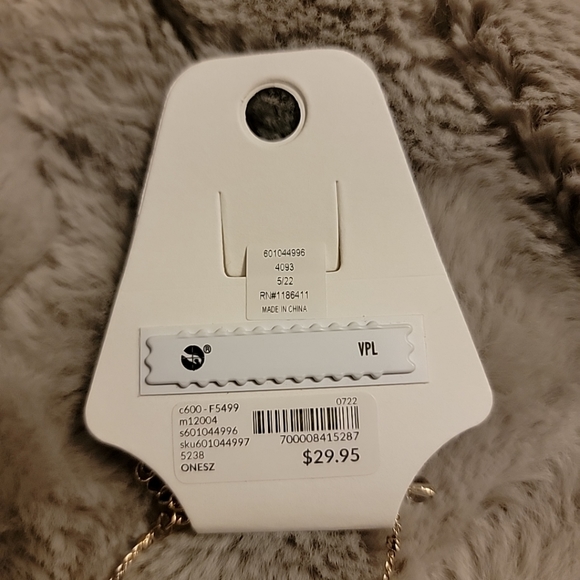 601044996
4093
5/22
RN#1186411
MADE IN CHINA
® VPL
c600 - F5499 0722
m12004
s601044996
sku601044997 700008415287
5238 $29.95
ONESZ